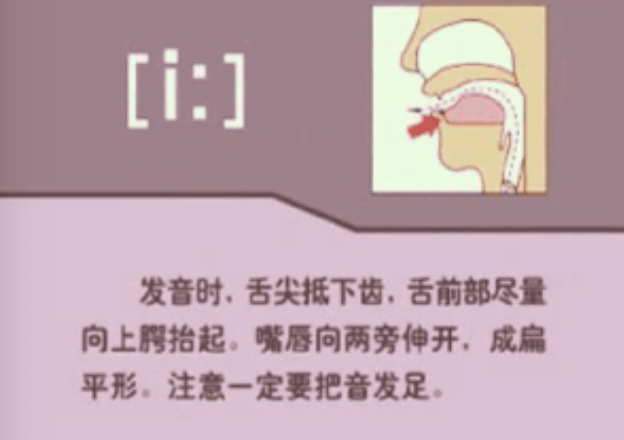 [i:]
发音时，舌尖抵下齿，舌前部尽量
向上腭抬起。嘴唇向两旁伸开，成扁
平形。注意一定要把音发足。